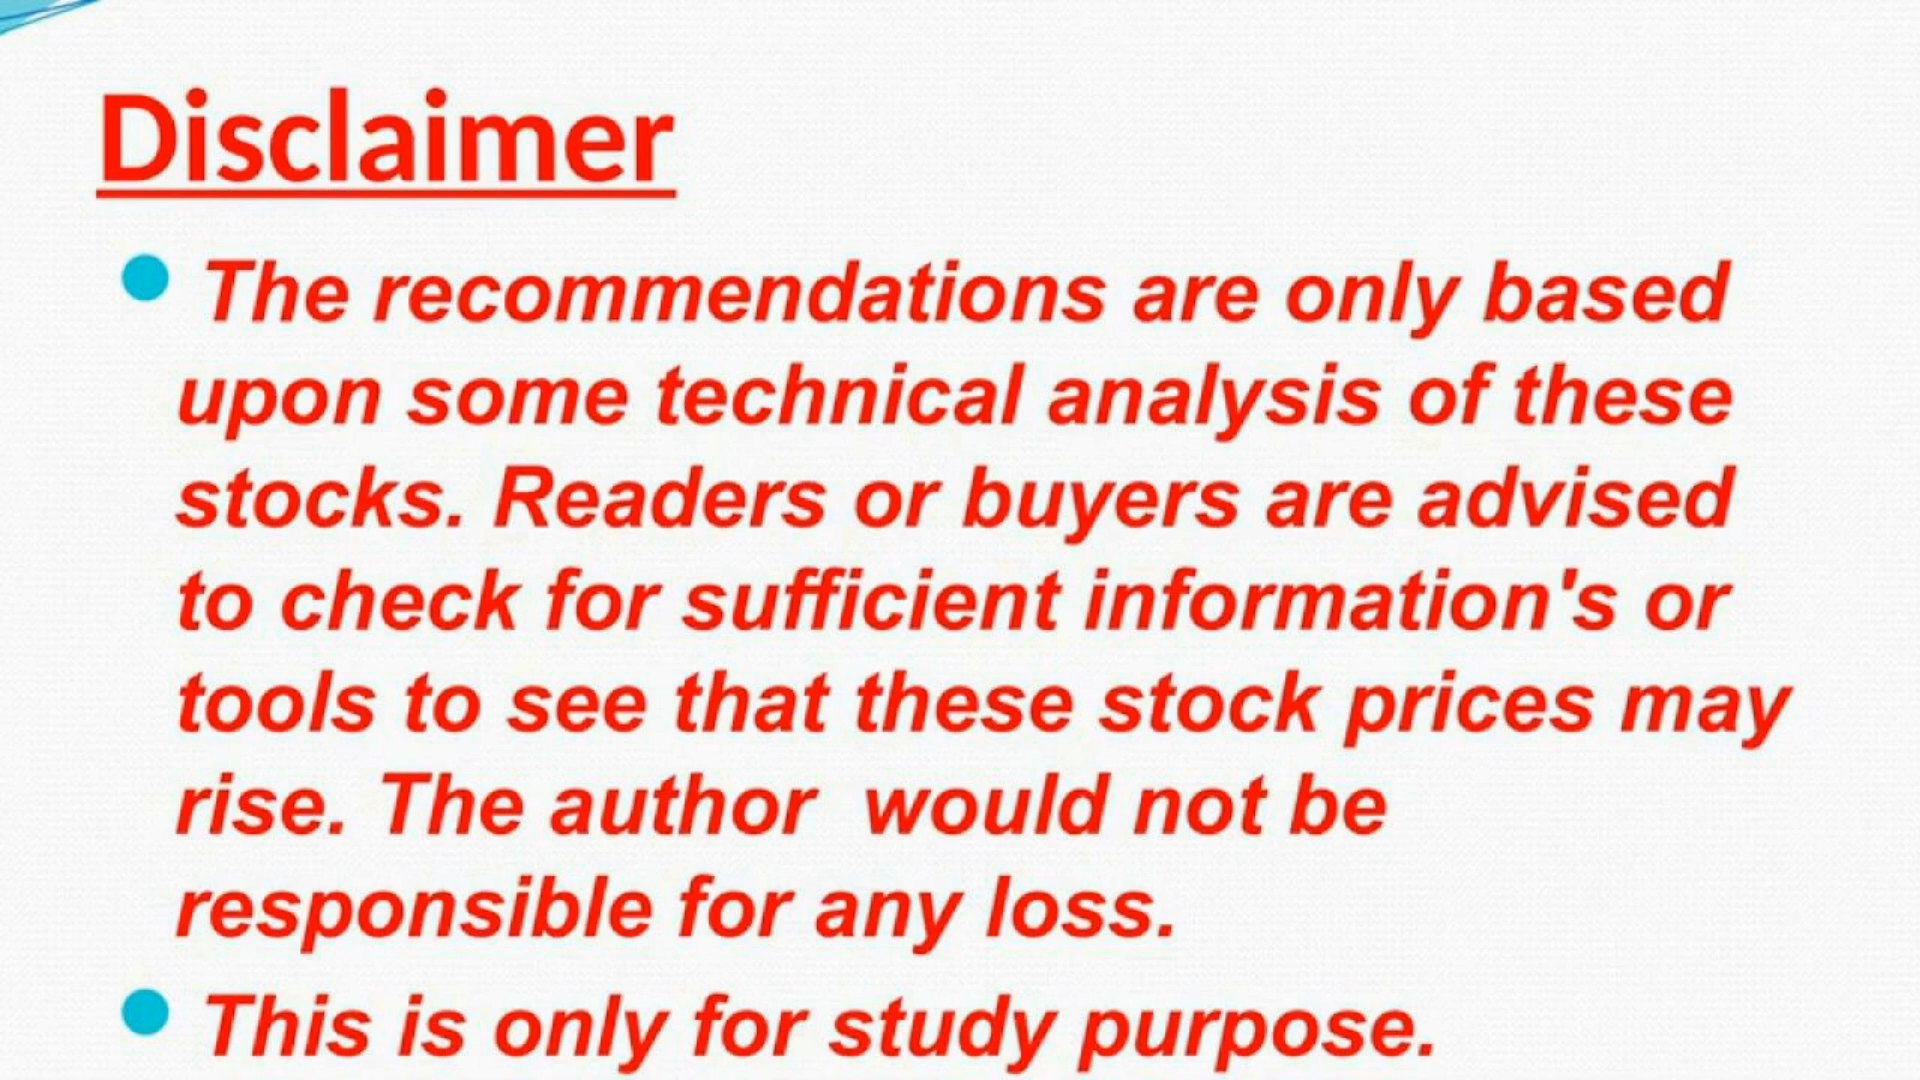 Disclaimer
The recommendations are only based
upon some technical analysis of these
stocks. Readers or buyers are advised
to check for sufficient information's or
tools to see that these stock prices may
rise. The author  would not be
responsible for any loss.
This is only for study purpose.